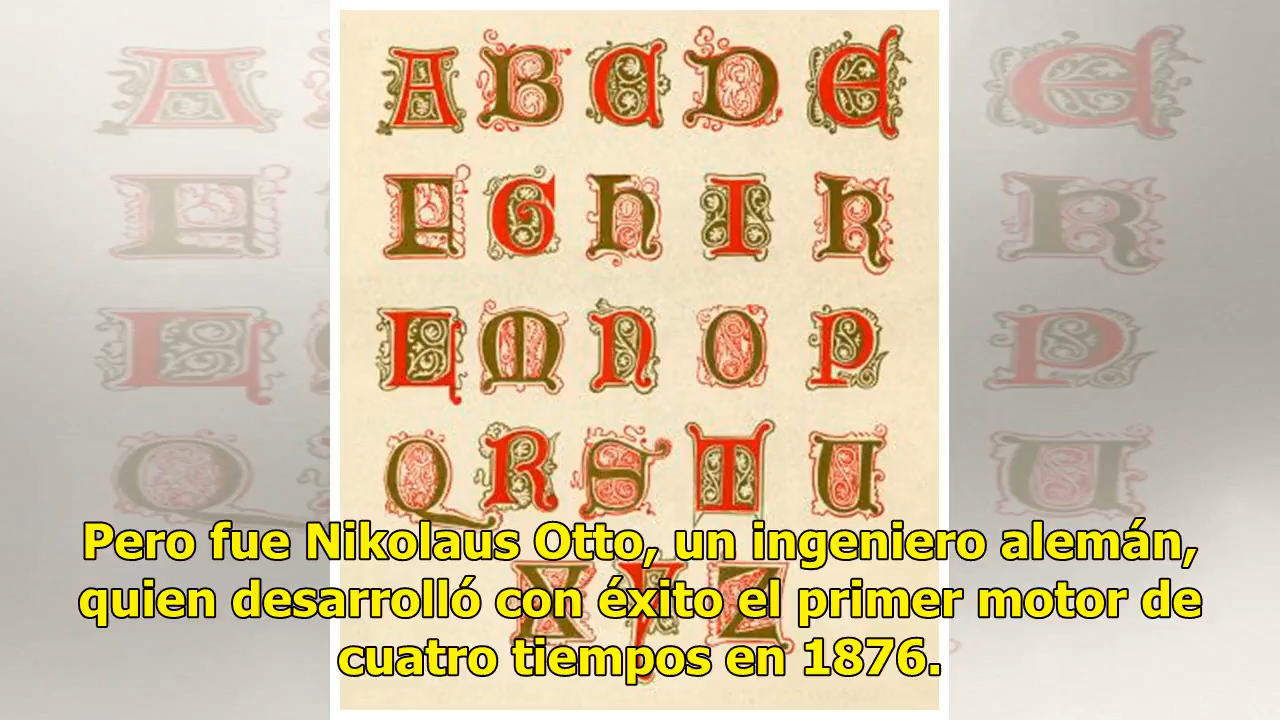 A B C D E
F G H I K
L M N O P
Q R S T U
X Y Z
Pero fue Nikolaus Otto, un ingeniero alemán,
quien desarrolló con éxito el primer motor de
cuatro tiempos en 1876.